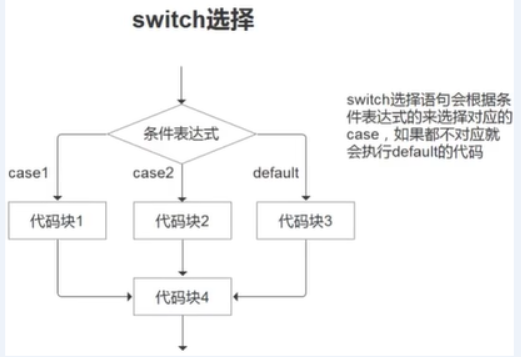 switch选择
条件表达式
switch选择语句会根据条
件表达式的来选择对应的
case，如果都不对应就
会执行default的代码
case1
case2
default
代码块1
代码块2
代码块3
代码块4